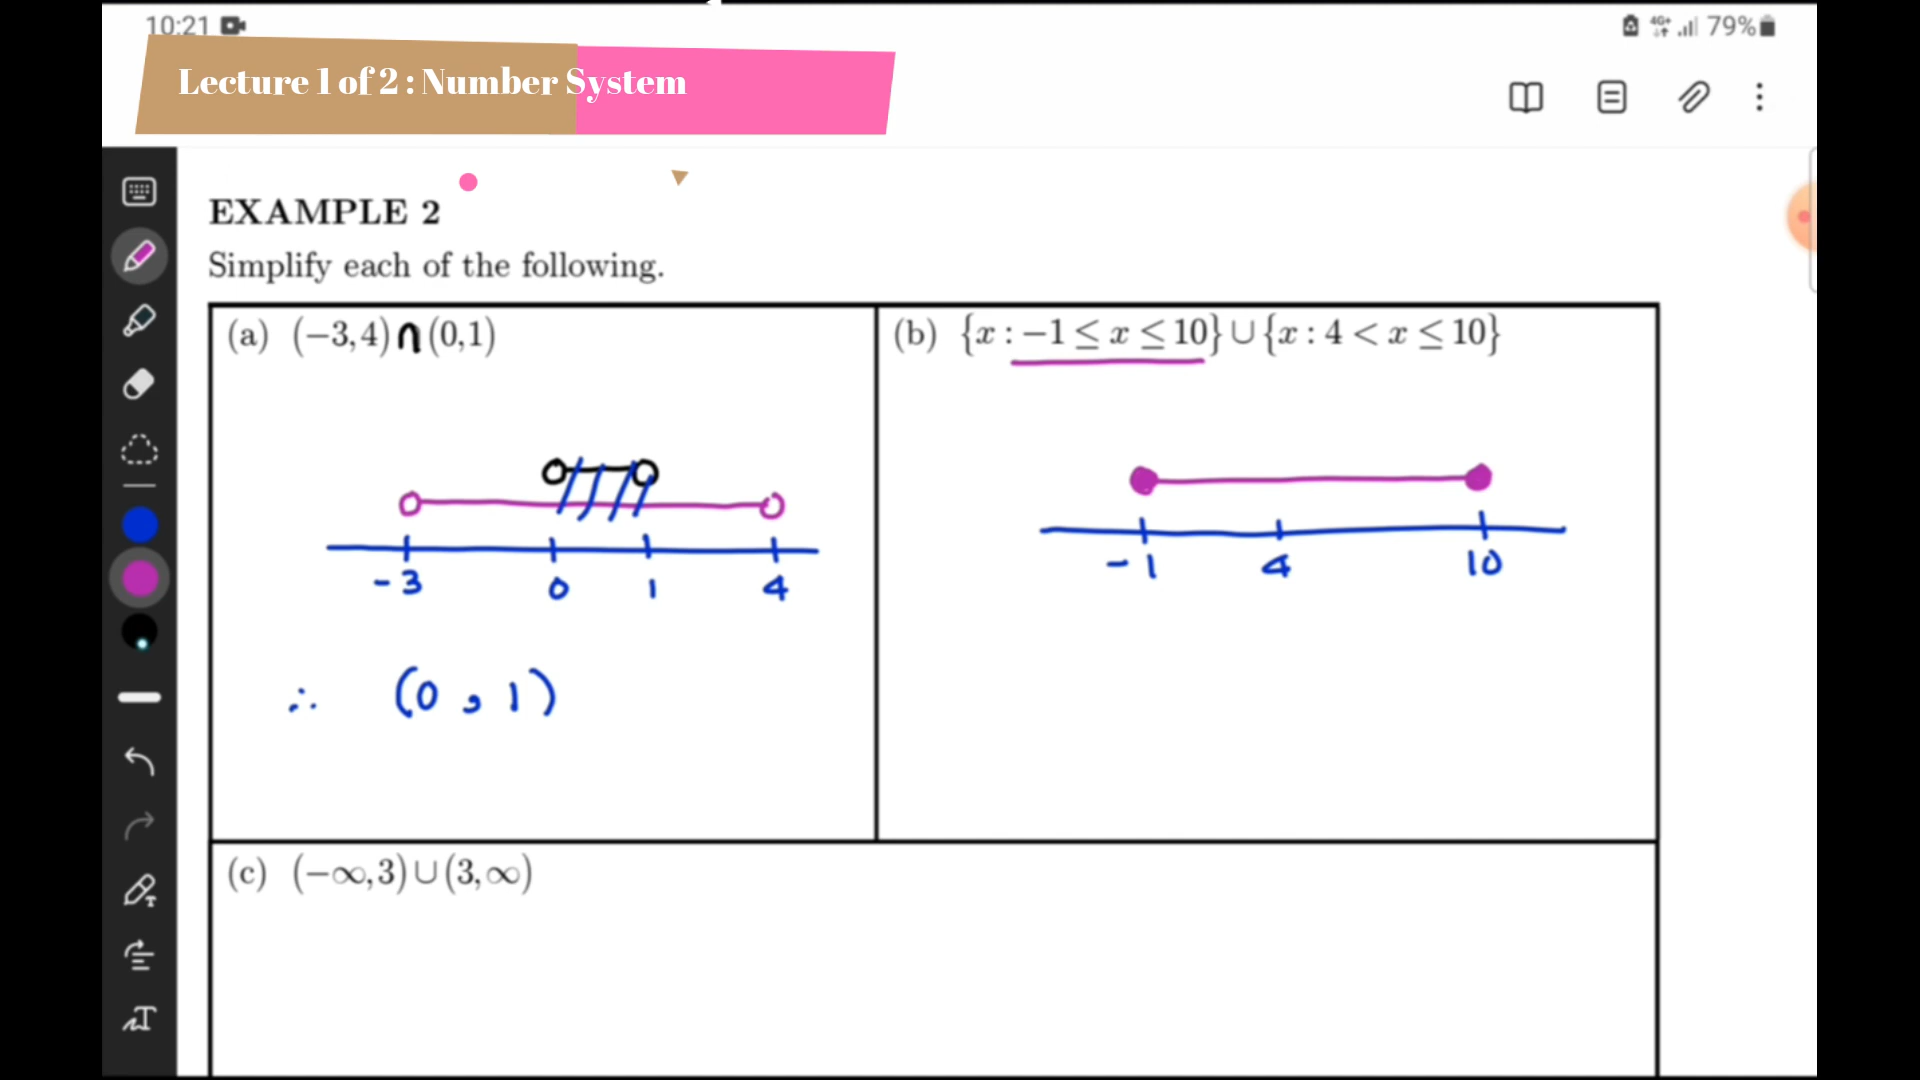 10:21
4G+ 79%
Lecture 1 of 2 : Number System
EXAMPLE 2
Simplify each of the following.
(a) (−3, 4) ∩ (0, 1)
-3 0 1 4
∴ (0 , 1)
(b) {x : −1 ≤ x ≤ 10} ∪ {x : 4 < x ≤ 10}
-1 4 10
(c) (−∞, 3) ∪ (3, ∞)